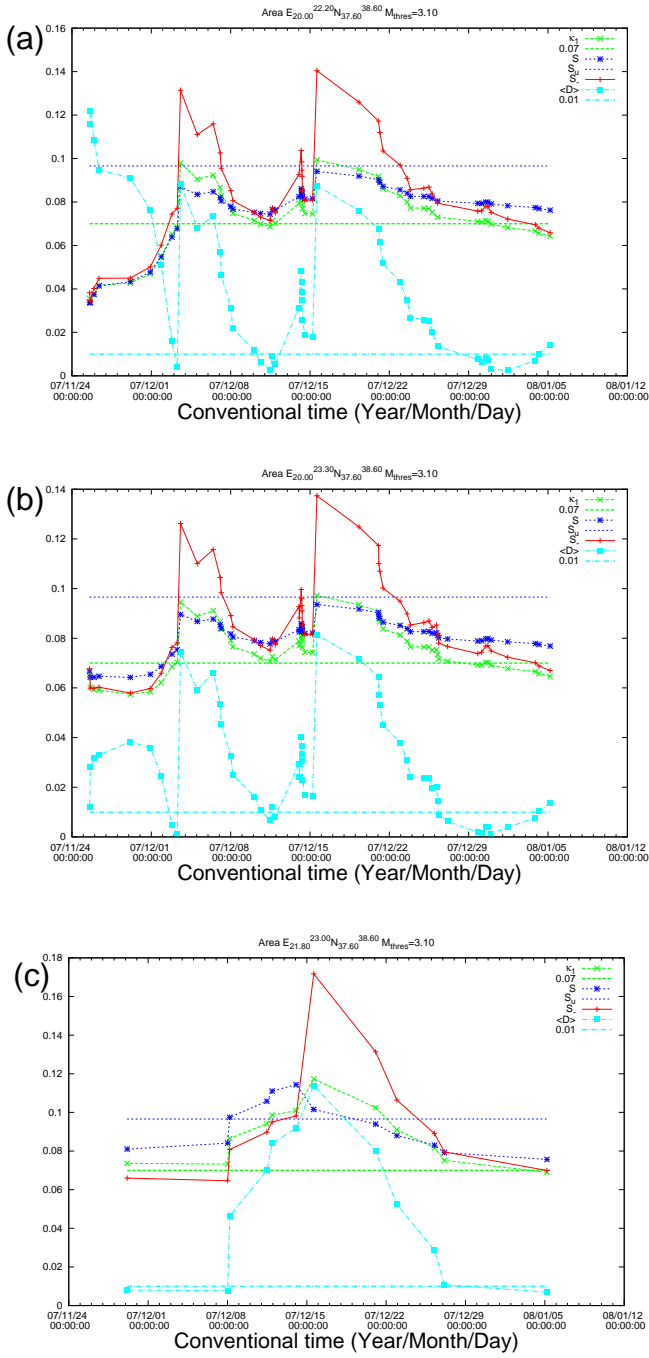 (a)
Area E20.00 22.20 N37.60 38.60 Mthres=3.10
κ1
0.07
S
Su
S-
<D>
0.01
0.16
0.14
0.12
0.1
0.08
0.06
0.04
0.02
0
07/11/24 07/12/01 07/12/08 07/12/15 07/12/22 07/12/29 08/01/05 08/01/12
00:00:00 00:00:00 00:00:00 00:00:00 00:00:00 00:00:00 00:00:00 00:00:00
Conventional time (Year/Month/Day)
(b)
Area E20.00 23.30 N37.60 38.60 Mthres=3.10
κ1
0.07
S
Su
S-
<D>
0.01
0.14
0.12
0.1
0.08
0.06
0.04
0.02
0
07/11/24 07/12/01 07/12/08 07/12/15 07/12/22 07/12/29 08/01/05 08/01/12
00:00:00 00:00:00 00:00:00 00:00:00 00:00:00 00:00:00 00:00:00 00:00:00
Conventional time (Year/Month/Day)
(c)
Area E21.80 23.00 N37.60 38.60 Mthres=3.10
κ1
0.07
S
Su
S-
<D>
0.01
0.18
0.16
0.14
0.12
0.1
0.08
0.06
0.04
0.02
0
07/11/24 07/12/01 07/12/08 07/12/15 07/12/22 07/12/29 08/01/05 08/01/12
00:00:00 00:00:00 00:00:00 00:00:00 00:00:00 00:00:00 00:00:00 00:00:00
Conventional time (Year/Month/Day)